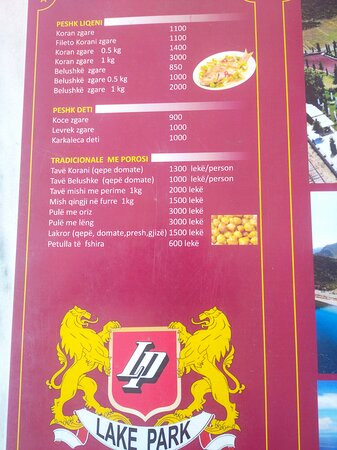 PESHK LIQENI
Koran zgare 1100
Fileto Korani zgare 1100
Koran zgare 0.5 kg 1400
Koran zgare 1 kg 3000
Belushkë zgare 850
Belushkë zgare 0.5 kg 1000
Belushkë zgare 1 kg 2000
PESHK DETI
Koce zgare 900
Levrek zgare 1000
Karkaleca deti 1000
TRADICIONALE ME POROSI
Tavë Korani (qepe domate) 1300 lekë/person
Tavë Belushke (qepë domate) 1000 lekë/person
Tavë mishi me perime 1kg 2000 lekë
Mish qingji në furre 1kg 1500 lekë
Pulë me oriz 3000 lekë
Pulë me lëng 3000 lekë
Lakror (qepë, domate,presh,gjizë) 1500 lekë
Petulla të fshira 600 lekë
LP
LAKE PARK